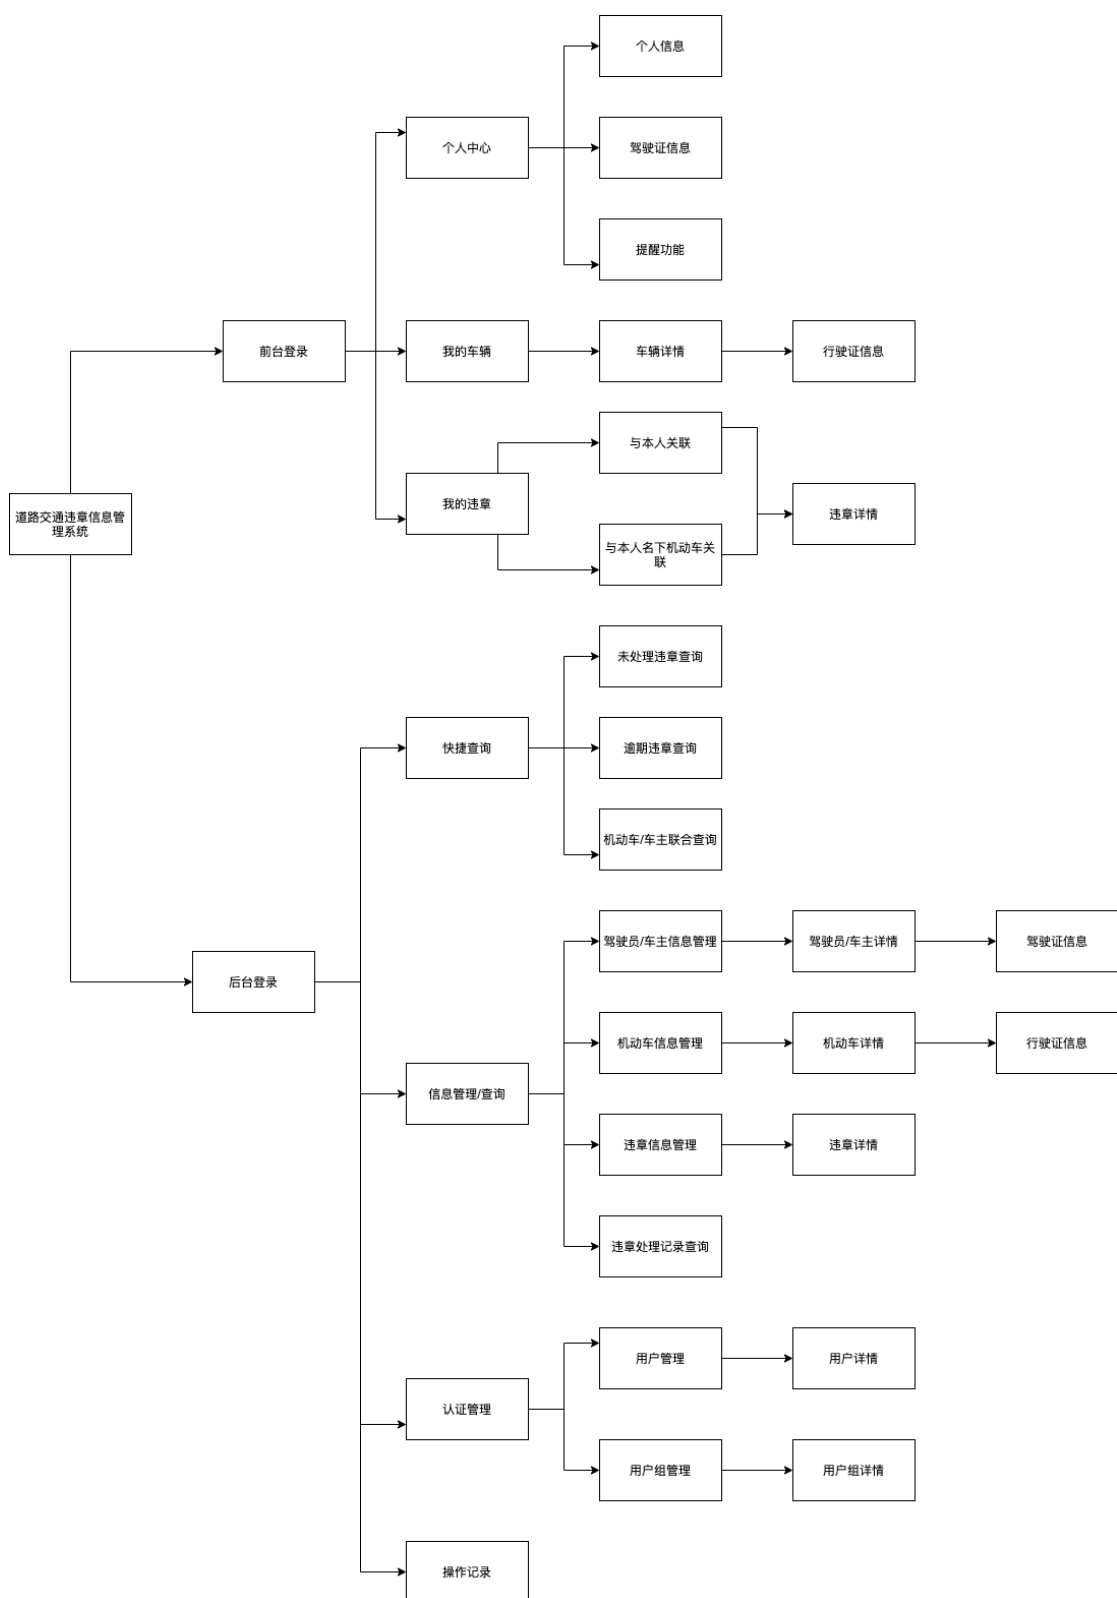 个人信息
个人中心
驾驶证信息
提醒功能
前台登录
我的车辆
车辆详情
行驶证信息
与本人关联
我的违章
违章详情
道路交通违章信息管
理系统
与本人名下机动车关
联
未处理违章查询
快捷查询
逾期违章查询
机动车/车主联合查询
驾驶员/车主信息管理
驾驶员/车主详情
驾驶证信息
后台登录
机动车信息管理
机动车详情
行驶证信息
信息管理/查询
违章信息管理
违章详情
违章处理记录查询
用户管理
用户详情
认证管理
用户组管理
用户组详情
操作记录